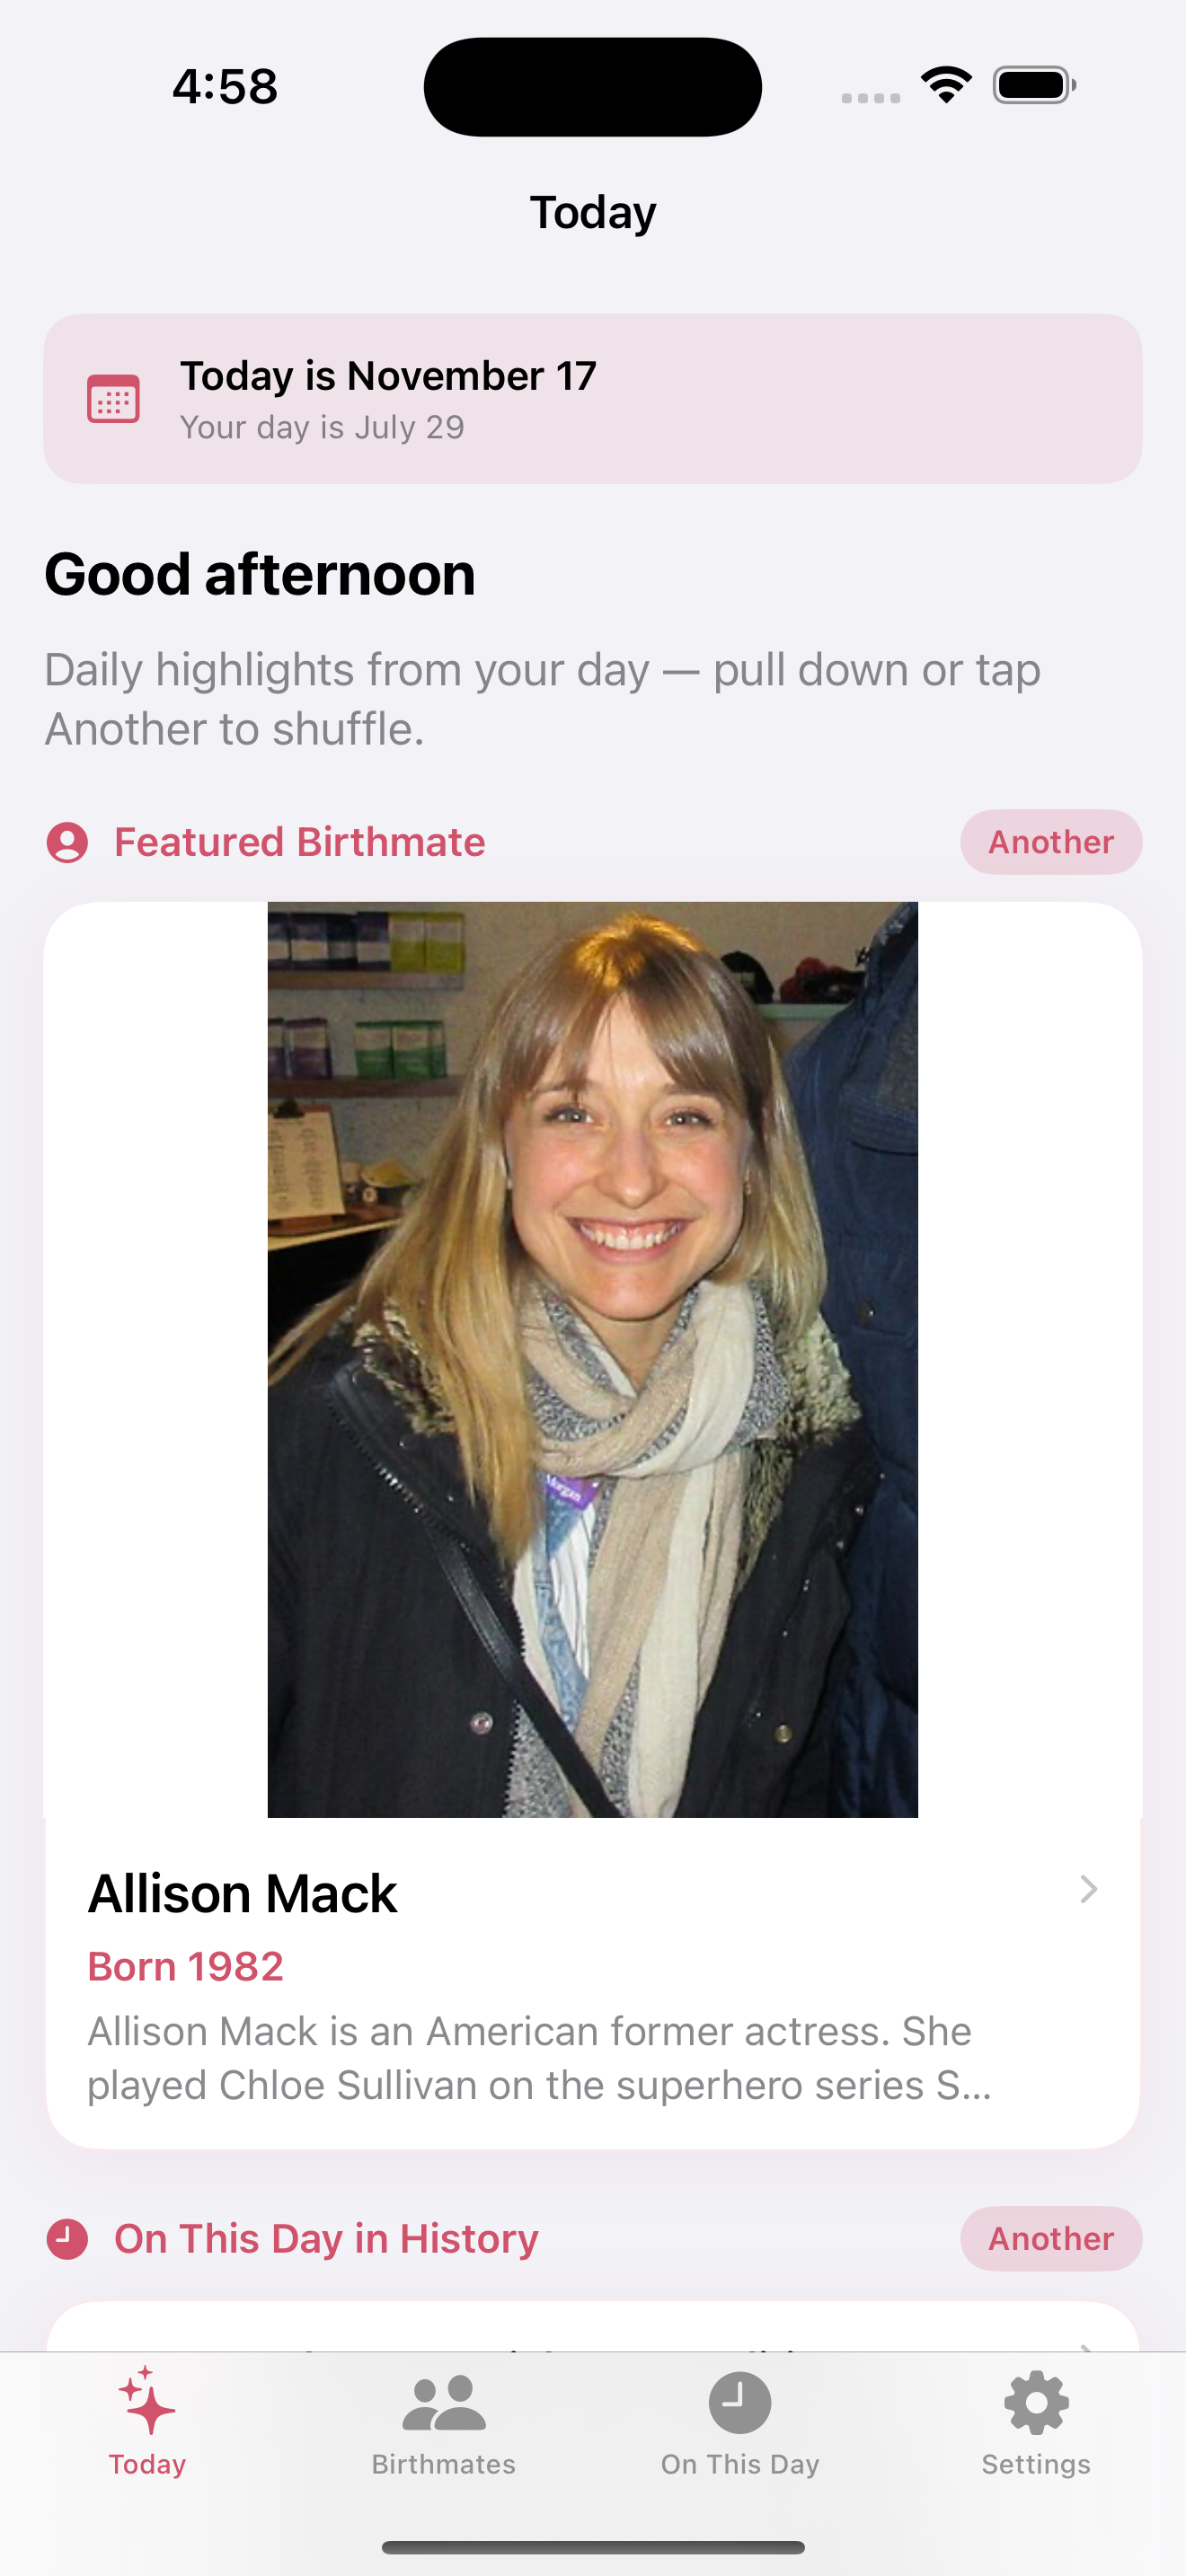 4:58
Today
Today is November 17
Your day is July 29
Good afternoon
Daily highlights from your day — pull down or tap
Another to shuffle.
Featured Birthmate
Another
Morgan
Allison Mack
Born 1982
Allison Mack is an American former actress. She
played Chloe Sullivan on the superhero series S...
On This Day in History
Another
Today
Birthmates
On This Day
Settings